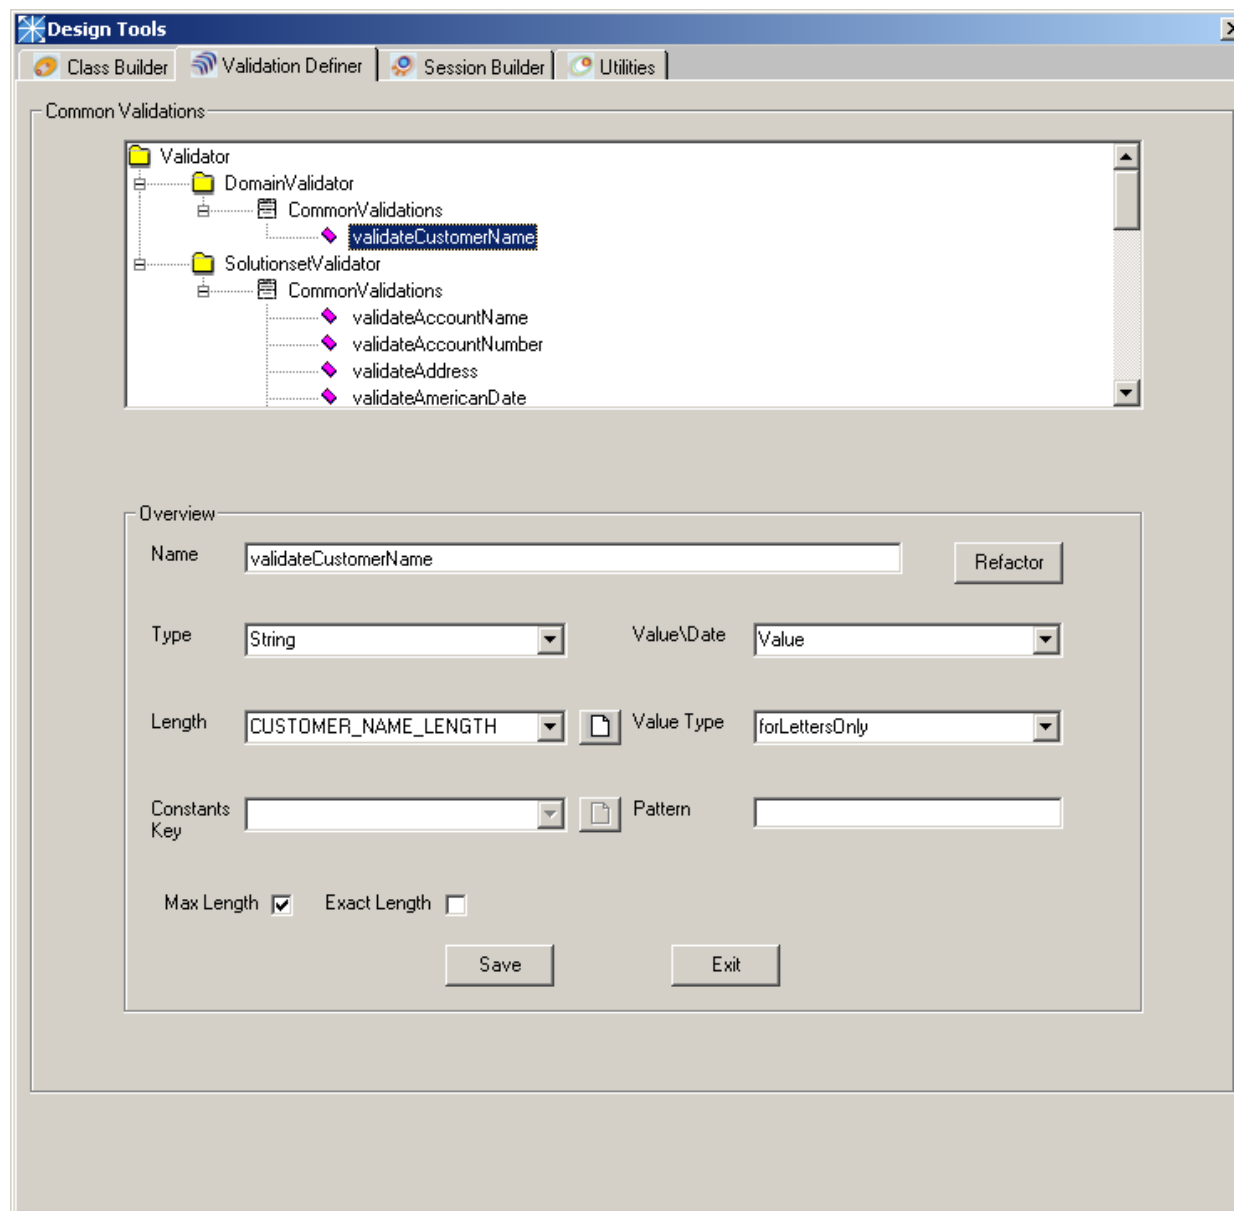 Design Tools
Class Builder Validation Definer Session Builder Utilities
Common Validations
Validator
DomainValidator
CommonValidations
validateCustomerName
SolutionsetValidator
CommonValidations
validateAccountName
validateAccountNumber
validateAddress
validateAmericanDate
Overview
Name validateCustomerName Refactor
Type String Value\Date Value
Length CUSTOMER_NAME_LENGTH Value Type forLettersOnly
Constants Pattern
Key
Max Length Exact Length
Save Exit